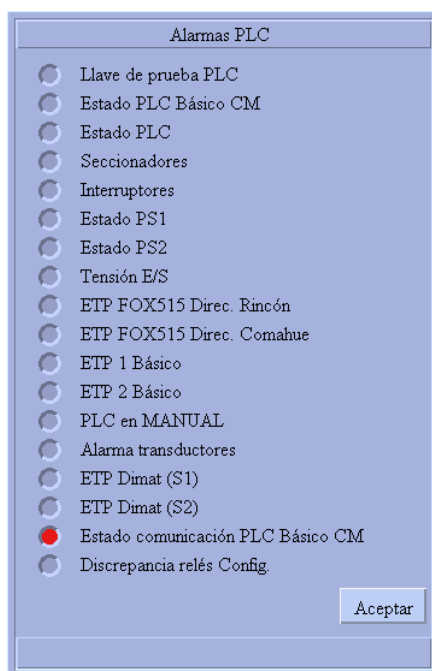 Alarmas PLC
Llave de prueba PLC
Estado PLC Básico CM
Estado PLC
Seccionadores
Interruptores
Estado PS1
Estado PS2
Tensión E/S
ETP FOX515 Direc. Rincón
ETP FOX515 Direc. Comahue
ETP 1 Básico
ETP 2 Básico
PLC en MANUAL
Alarma transductores
ETP Dimat (S1)
ETP Dimat (S2)
Estado comunicación PLC Básico CM
Discrepancia relés Config.
Aceptar